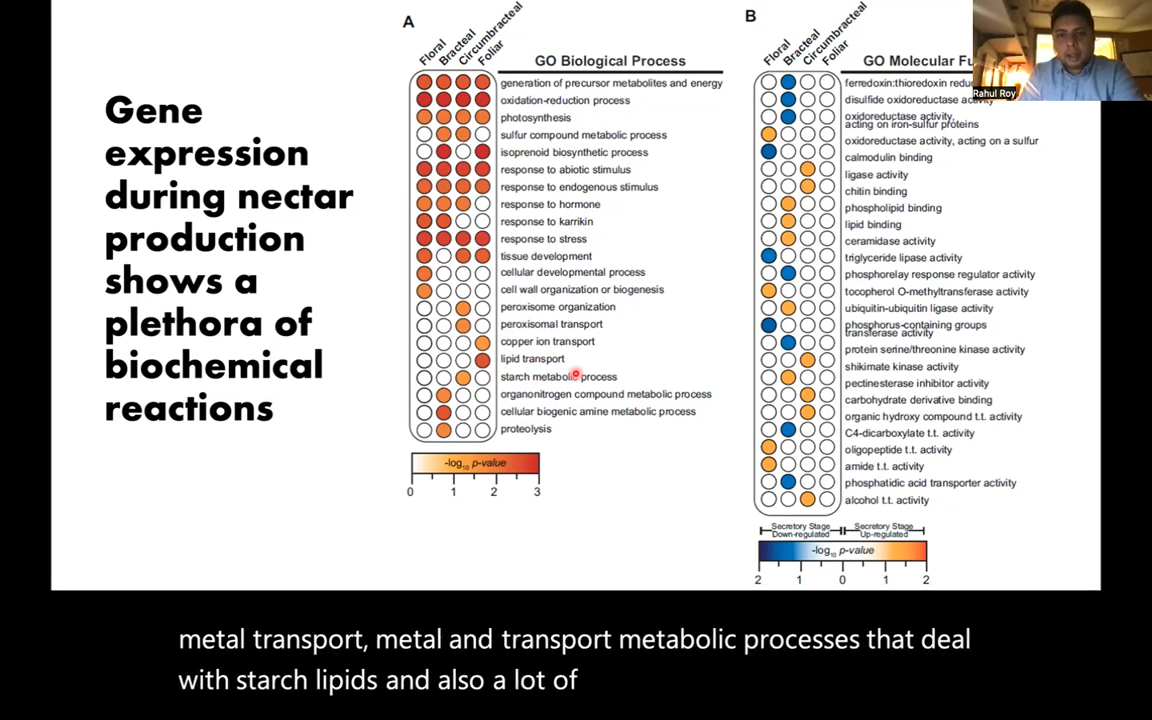 Gene
expression
during nectar
production
shows a
plethora of
biochemical
reactions
A
Floral
Bracteal
Circumbracteal
Foliar
GO Biological Process
generation of precursor metabolites and energy
oxidation-reduction process
photosynthesis
sulfur compound metabolic process
isoprenoid biosynthetic process
response to abiotic stimulus
response to endogenous stimulus
response to hormone
response to karrikin
response to stress
tissue development
cellular developmental process
cell wall organization or biogenesis
peroxisome organization
peroxisomal transport
copper ion transport
lipid transport
starch metabolic process
organonitrogen compound metabolic process
cellular biogenic amine metabolic process
proteolysis
-log10 p-value
0 1 2 3
B
Floral
Bracteal
Circumbracteal
Foliar
GO Molecular Fu
ferredoxin:thioredoxin reduc
disulfide oxidoreductase activity
oxidoreductase activity,
acting on iron-sulfur proteins
oxidoreductase activity, acting on a sulfur
calmodulin binding
ligase activity
chitin binding
phospholipid binding
lipid binding
ceramidase activity
triglyceride lipase activity
phosphorelay response regulator activity
tocopherol O-methyltransferase activity
ubiquitin-ubiquitin ligase activity
phosphorus-containing groups
transferase activity
protein serine/threonine kinase activity
shikimate kinase activity
pectinesterase inhibitor activity
carbohydrate derivative binding
organic hydroxy compound t.t. activity
C4-dicarboxylate t.t. activity
oligopeptide t.t. activity
amide t.t. activity
phosphatidic acid transporter activity
alcohol t.t. activity
Secretory Stage
Down-regulated
Secretory Stage
Up-regulated
-log10 p-value
2 1 0 1 2
Rahul Roy
metal transport, metal and transport metabolic processes that deal
with starch lipids and also a lot of